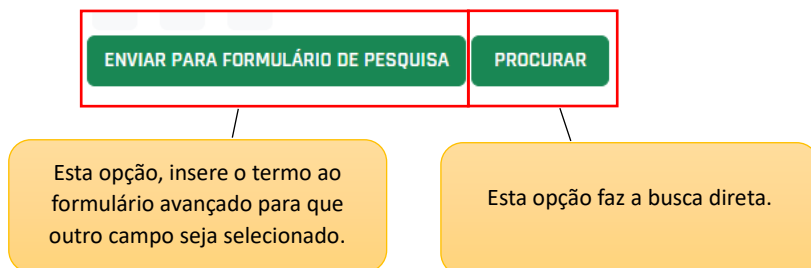 ENVIAR PARA FORMULÁRIO DE PESQUISA
PROCURAR
Esta opção, insere o termo ao
formulário avançado para que
outro campo seja selecionado.
Esta opção faz a busca direta.